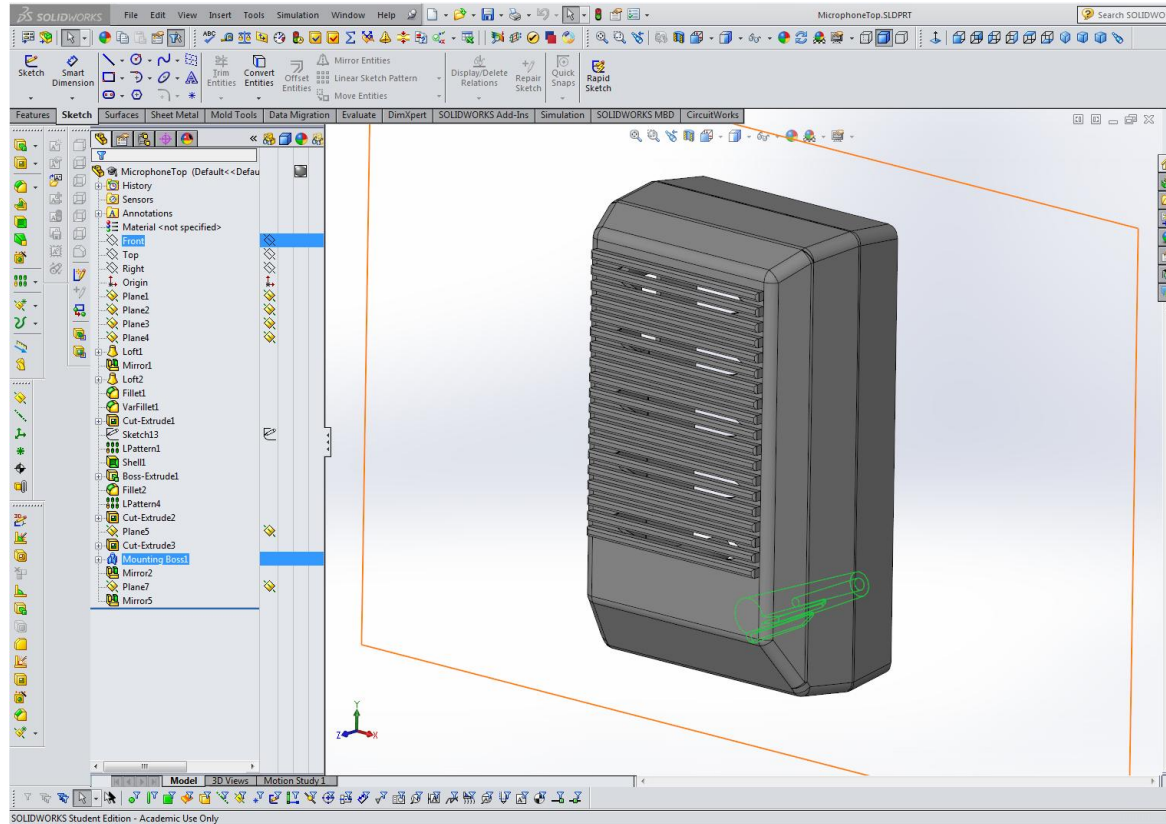 SOLIDWORKS File Edit View Insert Tools Simulation Window Help MicrophoneTop.SLDPRT Search SOLIDWO
Sketch Smart Dimension Trim Entities Convert Entities Offset Entities Mirror Entities Linear Sketch Pattern Move Entities Display/Delete Relations Repair Sketch Quick Snaps Rapid Sketch
Features Sketch Surfaces Sheet Metal Mold Tools Data Migration Evaluate DimXpert SOLIDWORKS Add-Ins Simulation SOLIDWORKS MBD CircuitWorks
MicrophoneTop (Default<<Defau
History
Sensors
Annotations
Material <not specified>
Front
Top
Right
Origin
Plane1
Plane2
Plane3
Plane4
Loft1
Mirror1
Loft2
Fillet1
VarFillet1
Cut-Extrude1
Sketch13
LPattern1
Shell1
Boss-Extrude1
Fillet2
LPattern4
Cut-Extrude2
Plane5
Cut-Extrude3
Mounting Boss1
Mirror2
Plane7
Mirror5
Y
Z X
Model 3D Views Motion Study 1
SOLIDWORKS Student Edition - Academic Use Only